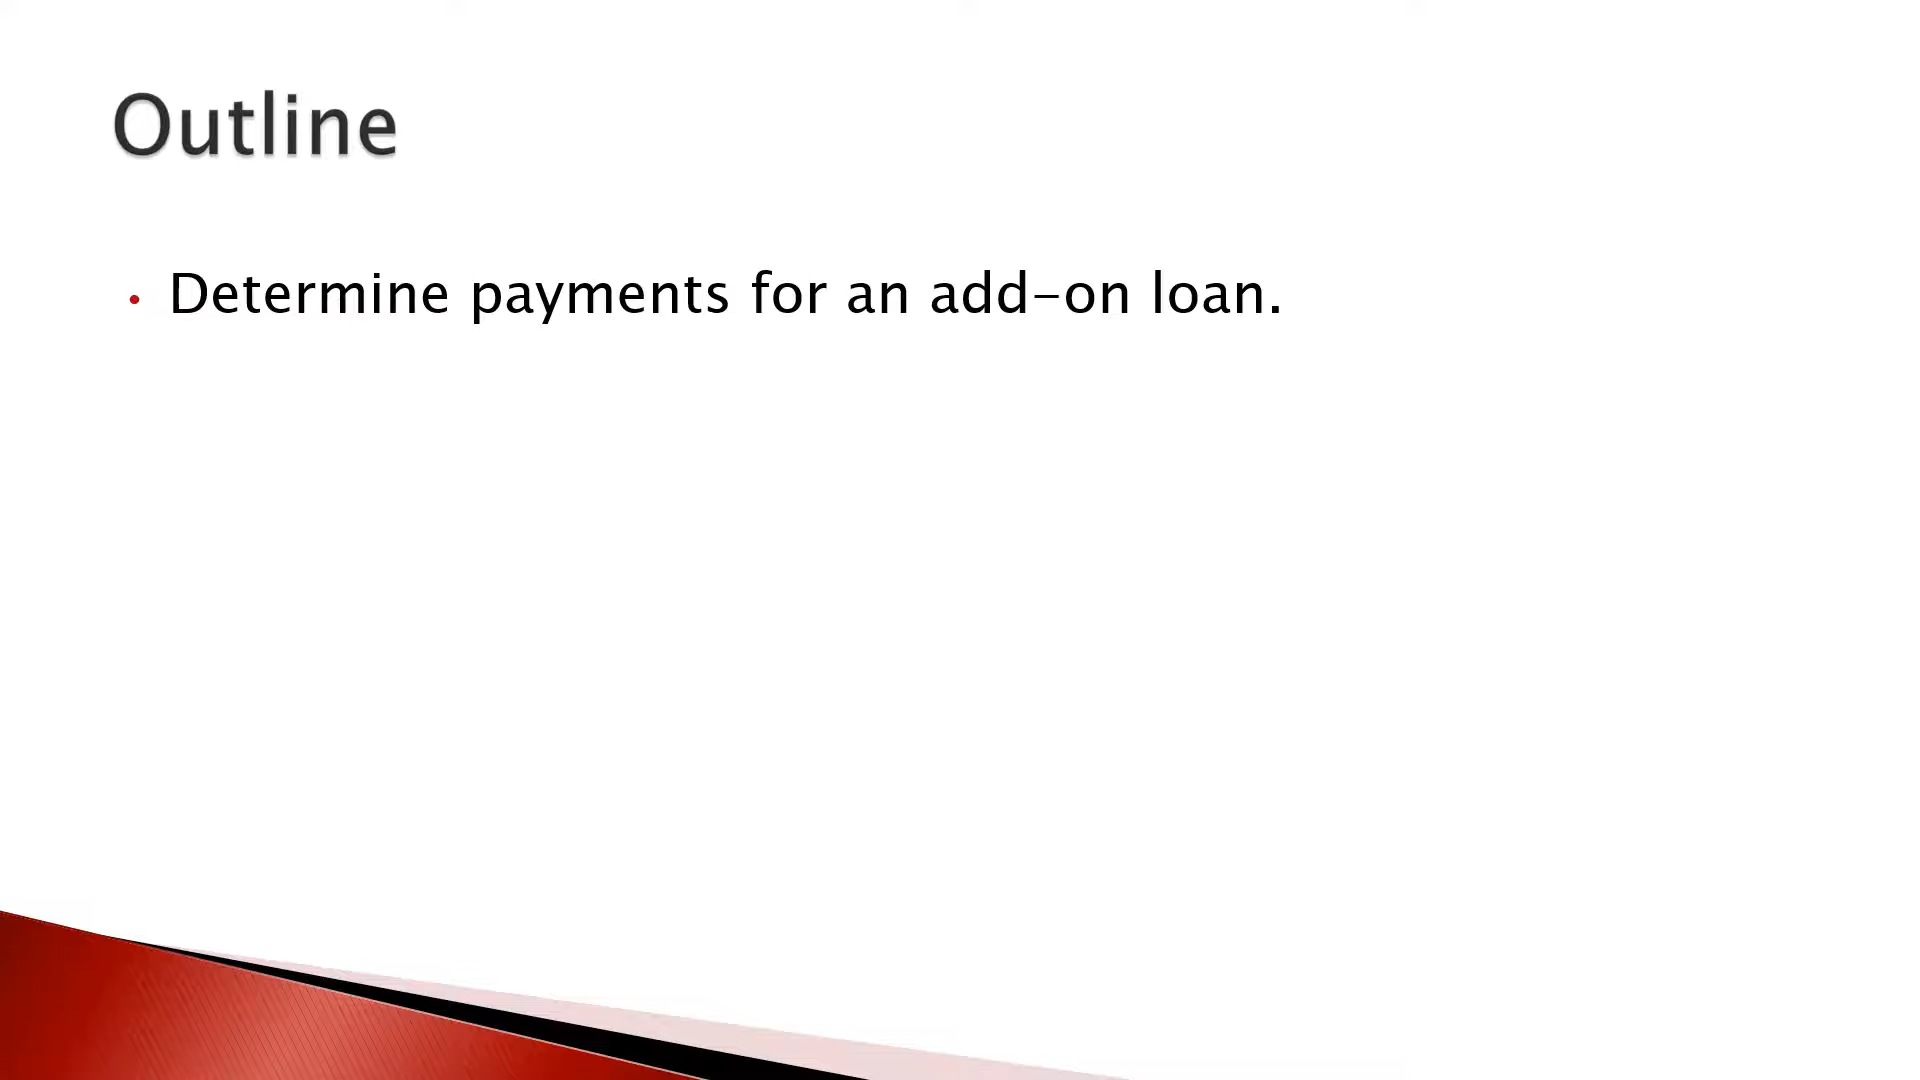 Outline
• Determine payments for an add-on loan.